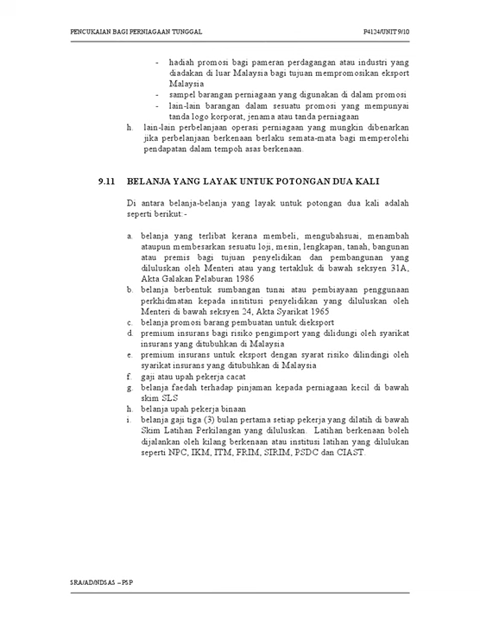 PENCUKAIAN BAGI PERNIAGAAN TUNGGAL P4124/UNIT 9/10
- hadiah promosi bagi pameran perdagangan atau industri yang
diadakan di luar Malaysia bagi tujuan mempromosikan eksport
Malaysia
- sampel barangan perniagaan yang digunakan di dalam promosi
- lain-lain barangan dalam sesuatu promosi yang mempunyai
tanda logo korporat, jenama atau tanda perniagaan
h. lain-lain perbelanjaan operasi perniagaan yang mungkin dibenarkan
jika perbelanjaan berkenaan berlaku semata-mata bagi memperolehi
pendapatan dalam tempoh asas berkenaan.
9.11 BELANJA YANG LAYAK UNTUK POTONGAN DUA KALI
Di antara belanja-belanja yang layak untuk potongan dua kali adalah
seperti berikut:-
a. belanja yang terlibat kerana membeli, mengubahsuai, menambah
ataupun membesarkan sesuatu loji, mesin, lengkapan, tanah, bangunan
atau premis bagi tujuan penyelidikan dan pembangunan yang
diluluskan oleh Menteri atau yang tertakluk di bawah seksyen 31A,
Akta Galakan Pelaburan 1986
b. belanja berbentuk sumbangan tunai atau pembiayaan penggunaan
perkhidmatan kepada insititusi penyelidikan yang diluluskan oleh
Menteri di bawah seksyen 24, Akta Syarikat 1965
c. belanja promosi barang pembuatan untuk dieksport
d. premium insurans bagi risiko pengimport yang dilidungi oleh syarikat
insurans yang ditubuhkan di Malaysia
e. premium insurans untuk eksport dengan syarat risiko dilindingi oleh
syarikat insurans yang ditubuhkan di Malaysia
f. gaji atau upah pekerja cacat
g. belanja faedah terhadap pinjaman kepada perniagaan kecil di bawah
skim SLS
h. belanja upah pekerja binaan
i. belanja gaji tiga (3) bulan pertama setiap pekerja yang dilatih di bawah
Skim Latihan Perkilangan yang diluluskan. Latihan berkenaan boleh
dijalankan oleh kilang berkenaan atau institusi latihan yang dilulukan
seperti NPC, IKM, ITM, FRIM, SIRIM, PSDC dan CIAST.
SRA/AD/NDSAS – PSP